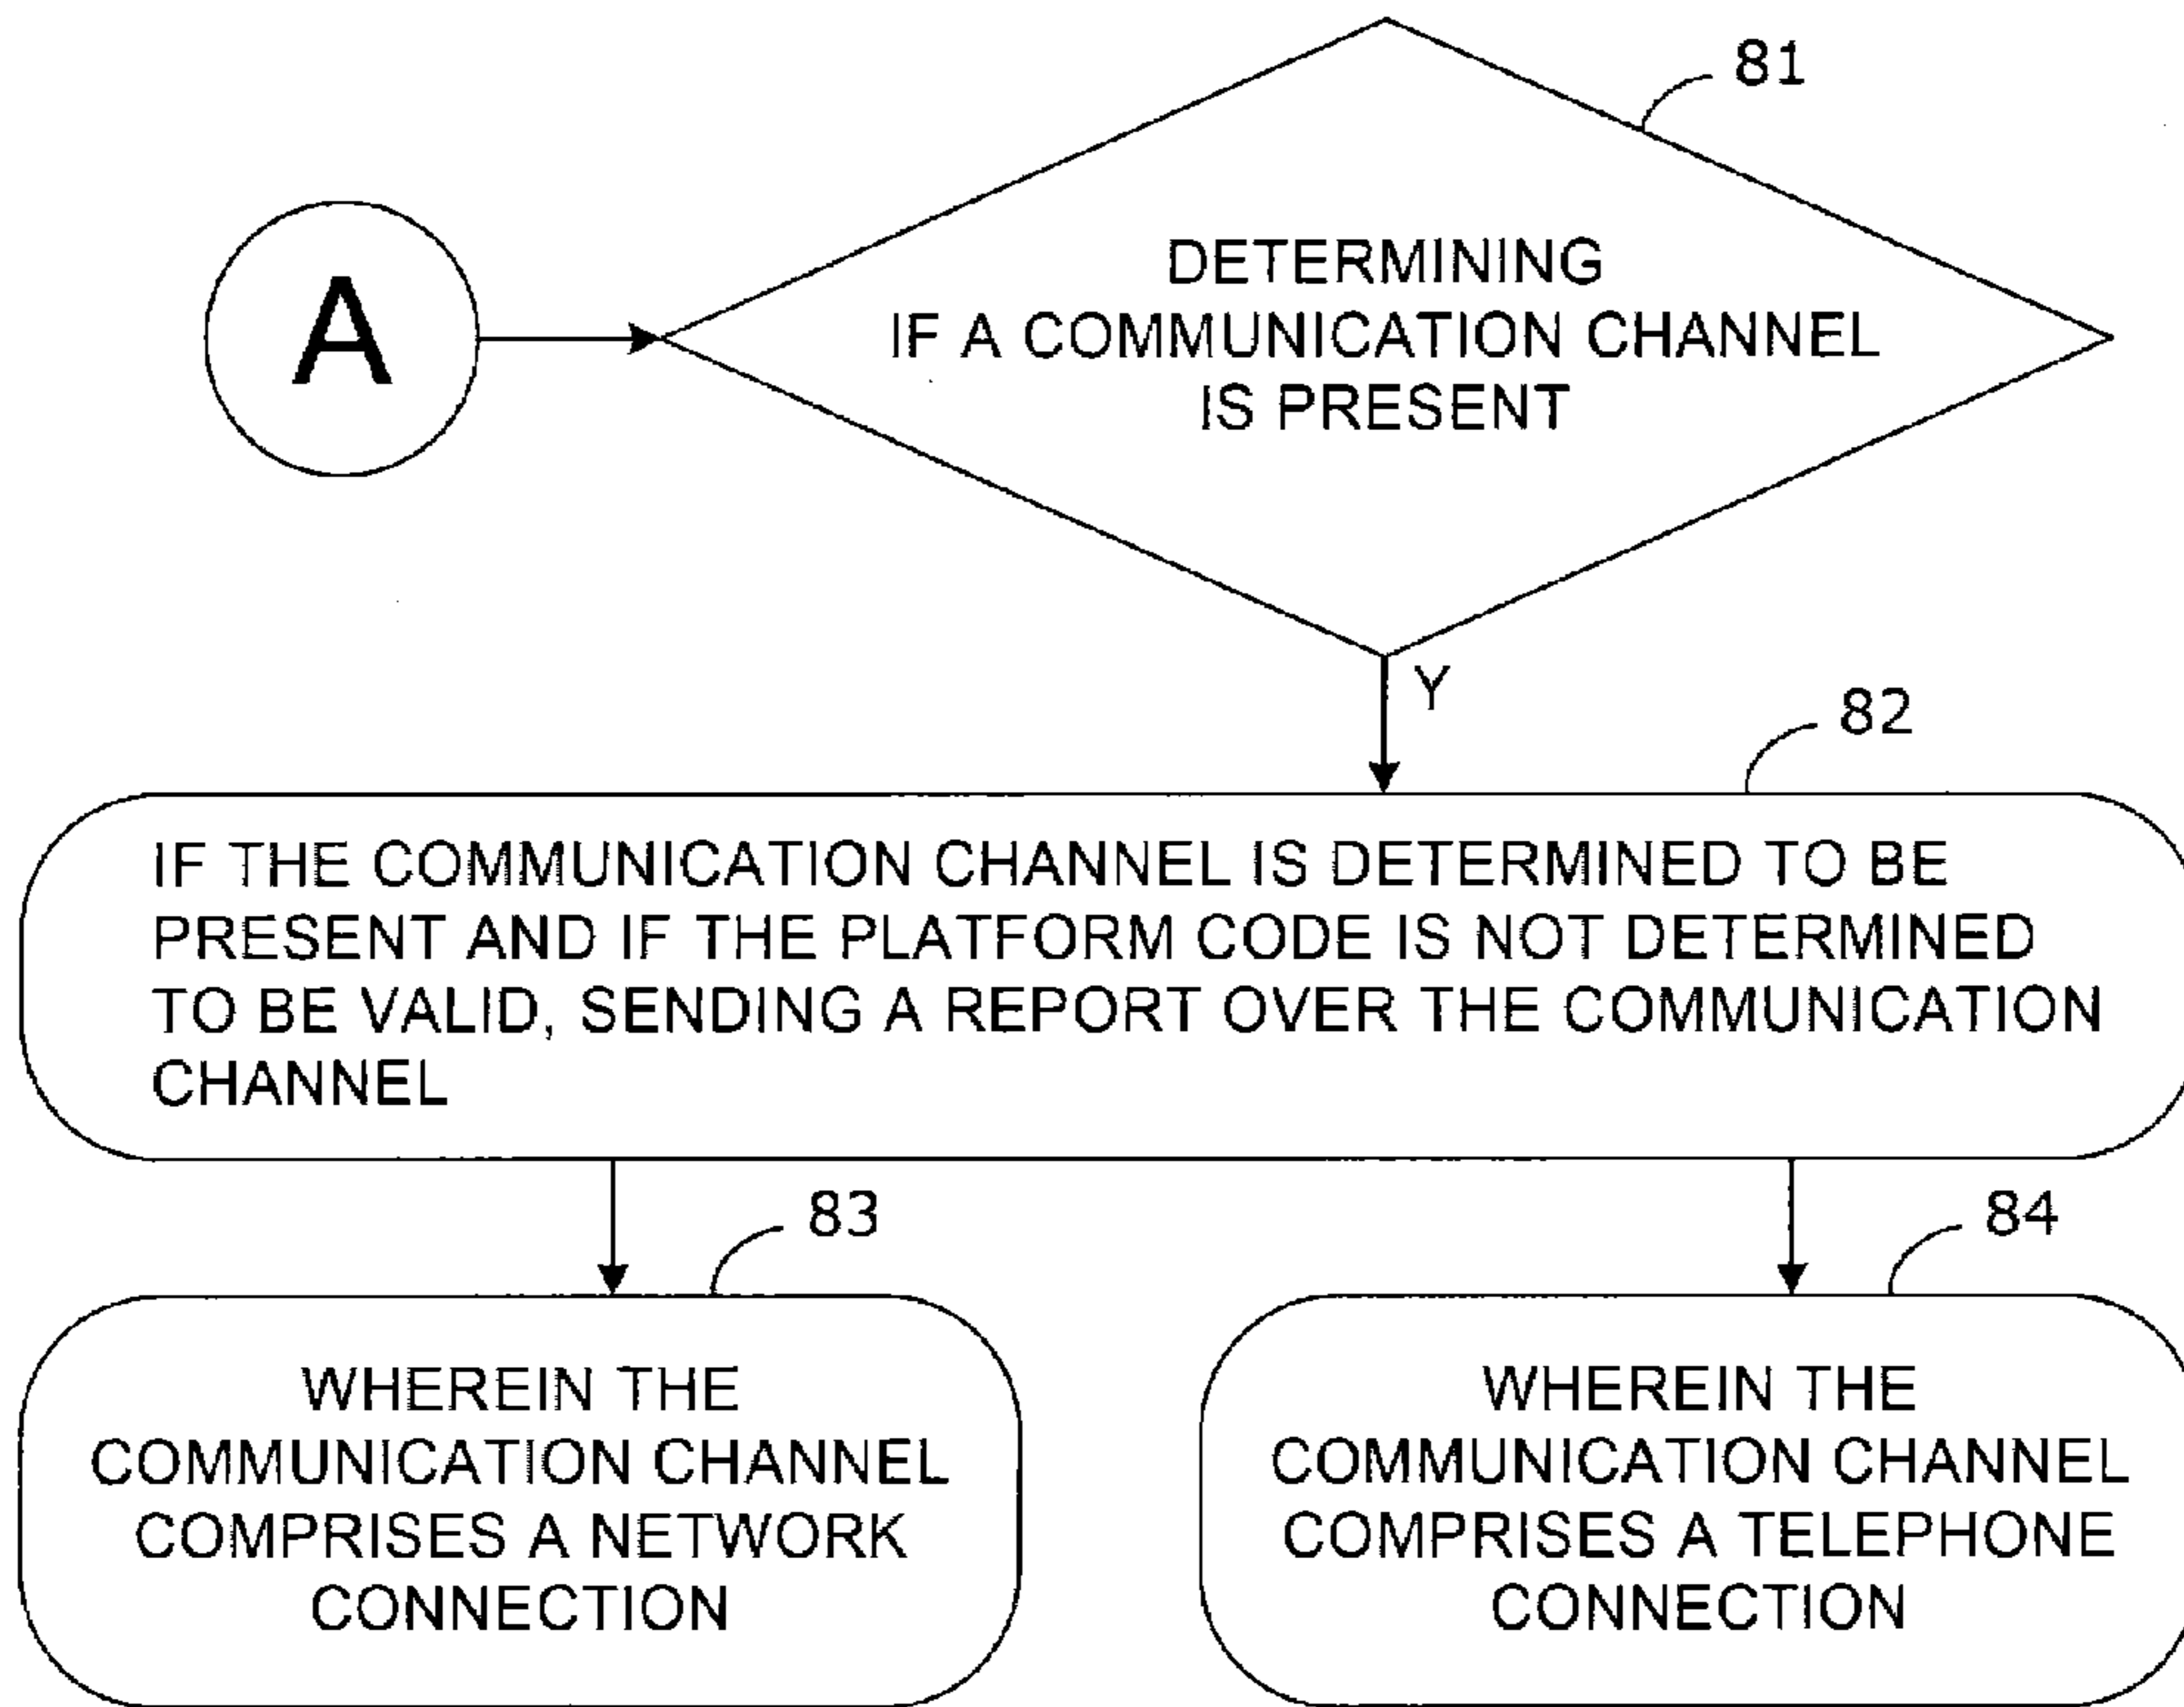 81
A
DETERMINING
IF A COMMUNICATION CHANNEL
IS PRESENT
Y
82
IF THE COMMUNICATION CHANNEL IS DETERMINED TO BE
PRESENT AND IF THE PLATFORM CODE IS NOT DETERMINED
TO BE VALID, SENDING A REPORT OVER THE COMMUNICATION
CHANNEL
83
WHEREIN THE
COMMUNICATION CHANNEL
COMPRISES A NETWORK
CONNECTION
84
WHEREIN THE
COMMUNICATION CHANNEL
COMPRISES A TELEPHONE
CONNECTION